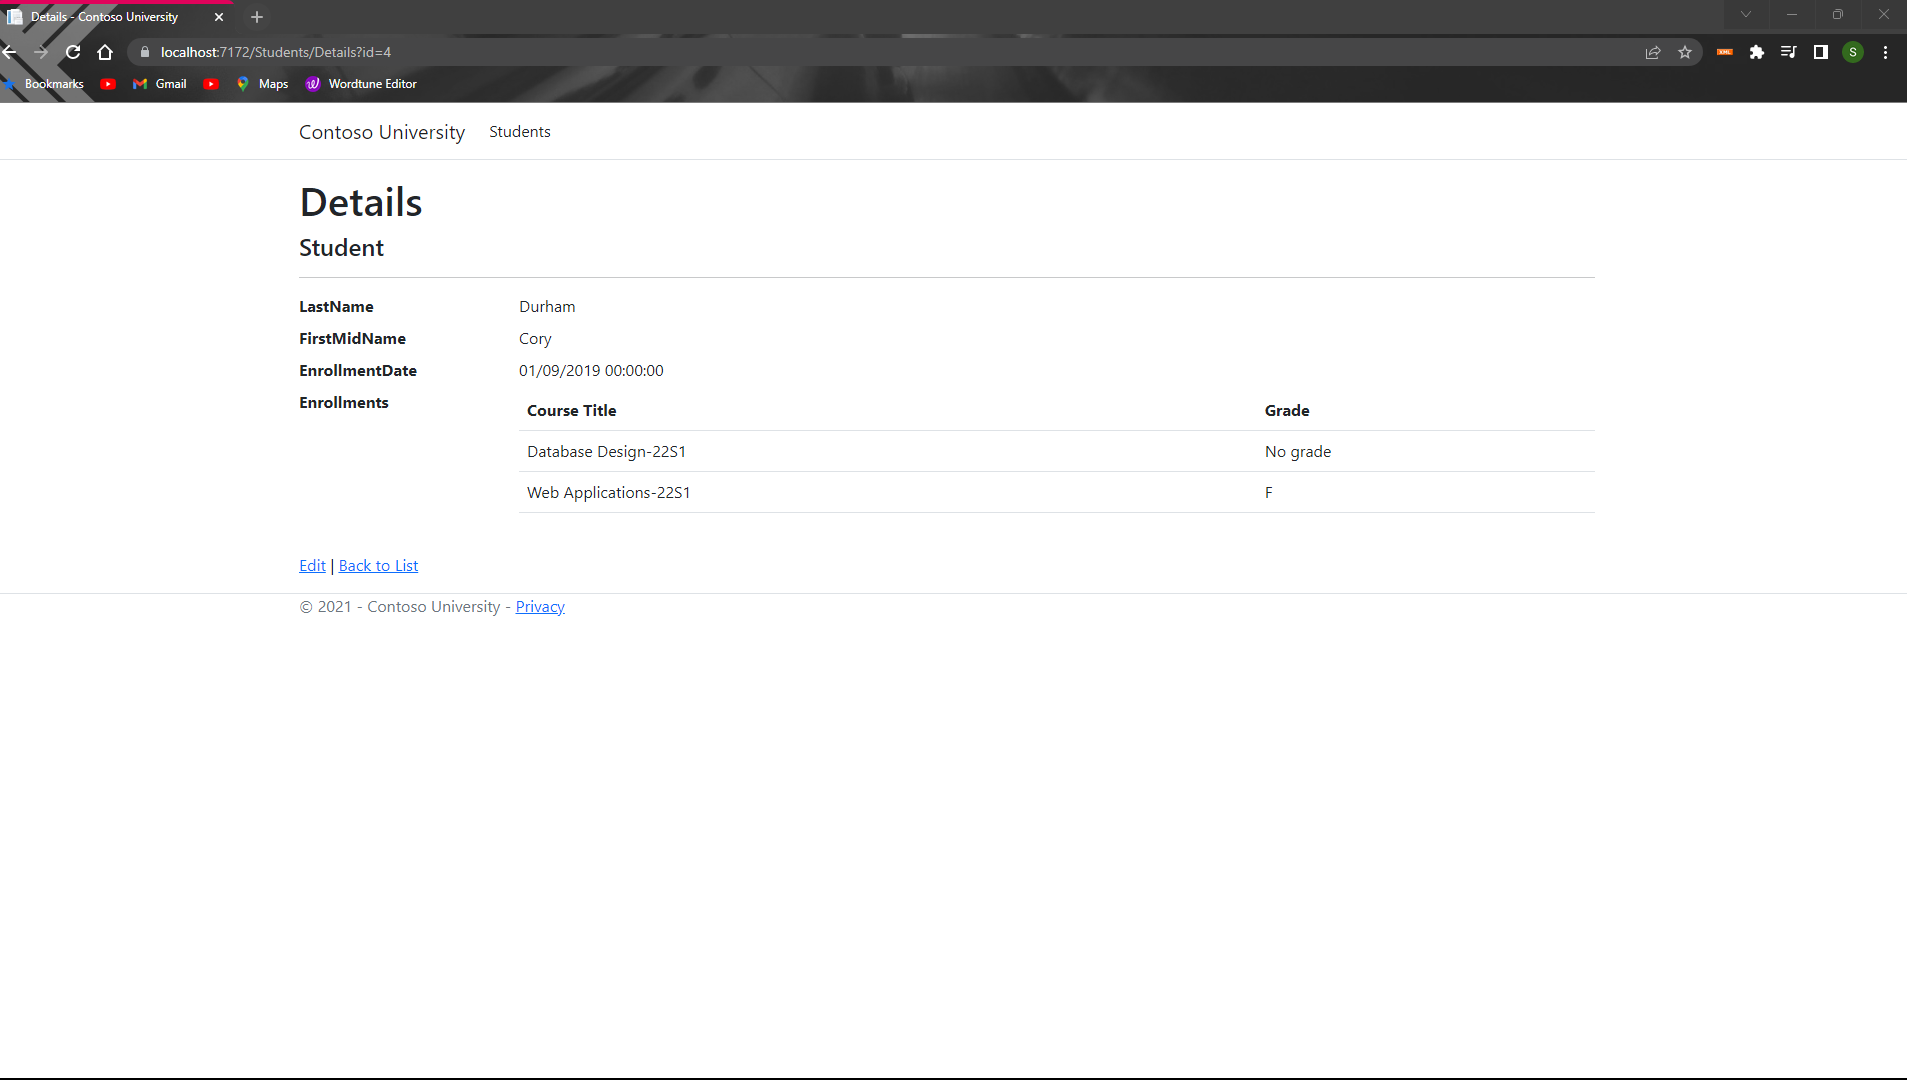 Details - Contoso University
localhost:7172/Students/Details?id=4
XML
S
Bookmarks Gmail Maps Wordtune Editor
Contoso University Students
Details
Student
LastName Durham
FirstMidName Cory
EnrollmentDate 01/09/2019 00:00:00
Enrollments
Course Title Grade
Database Design-22S1 No grade
Web Applications-22S1 F
Edit | Back to List
© 2021 - Contoso University - Privacy